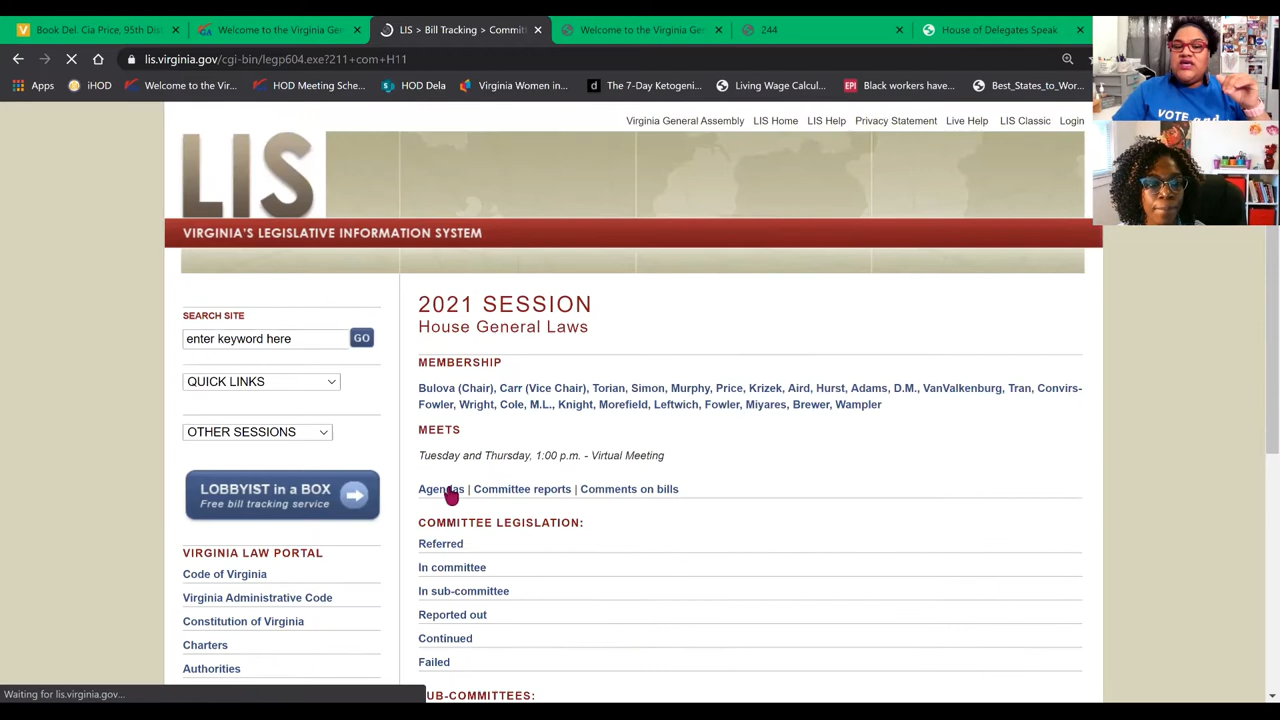 Book Del. Cia Price, 95th Dis
Welcome to the Virginia Ge
LIS > Bill Tracking > Commit
Welcome to the Virginia Gen
244
House of Delegates Speak
lis.virginia.gov/cgi-bin/legp604.exe?211+com+H11
Apps
iHOD
Welcome to the Vir...
HOD Meeting Sche...
HOD Dela
Virginia Women in...
The 7-Day Ketogeni...
Living Wage Calcul...
Black workers have...
Best_States_to_Wor...
VOTE and
Virginia General Assembly
LIS Home
LIS Help
Privacy Statement
Live Help
LIS Classic
Login
LIS
VIRGINIA'S LEGISLATIVE INFORMATION SYSTEM
SEARCH SITE
enter keyword here
GO
QUICK LINKS
OTHER SESSIONS
LOBBYIST in a BOX
Free bill tracking service
VIRGINIA LAW PORTAL
Code of Virginia
Virginia Administrative Code
Constitution of Virginia
Charters
Authorities
2021 SESSION
House General Laws
MEMBERSHIP
Bulova (Chair), Carr (Vice Chair), Torian, Simon, Murphy, Price, Krizek, Aird, Hurst, Adams, D.M., VanValkenburg, Tran, Convirs-
Fowler, Wright, Cole, M.L., Knight, Morefield, Leftwich, Fowler, Miyares, Brewer, Wampler
MEETS
Tuesday and Thursday, 1:00 p.m. - Virtual Meeting
Agendas | Committee reports | Comments on bills
COMMITTEE LEGISLATION:
Referred
In committee
In sub-committee
Reported out
Continued
Failed
SUB-COMMITTEES:
Waiting for lis.virginia.gov...